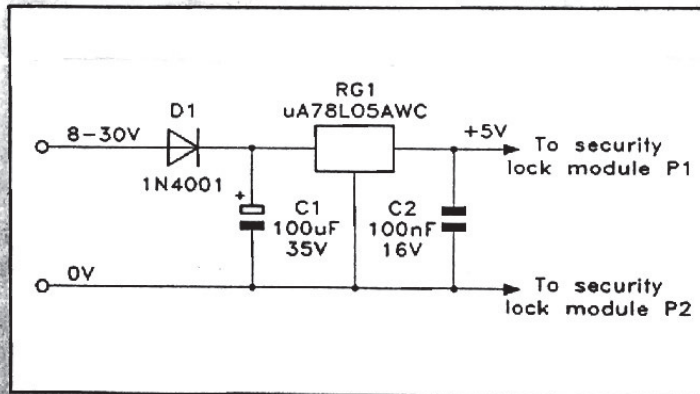 RG1
uA78L05AWC
D1
8-30V
+5V
To security
lock module P1
1N4001
+
C1
100uF
35V
C2
100nF
16V
0V
To security
lock module P2